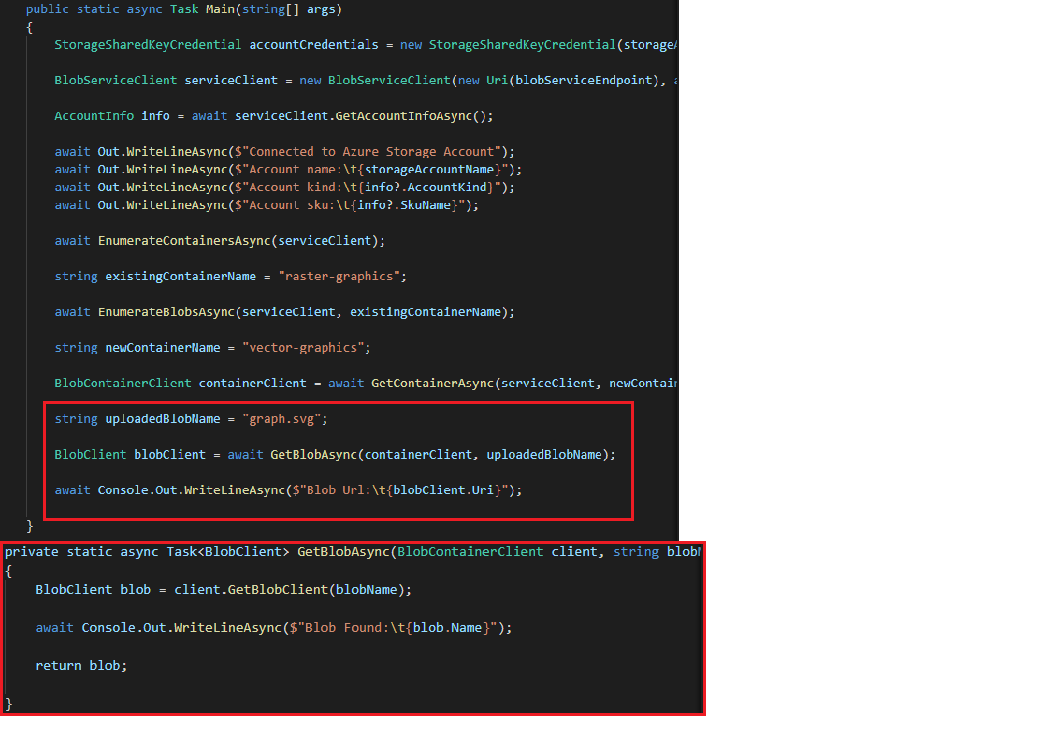 public static async Task Main(string[] args)
{
StorageSharedKeyCredential accountCredentials = new StorageSharedKeyCredential(storageA
BlobServiceClient serviceClient = new BlobServiceClient(new Uri(blobServiceEndpoint), a
AccountInfo info = await serviceClient.GetAccountInfoAsync();
await Out.WriteLineAsync($"Connected to Azure Storage Account");
await Out.WriteLineAsync($"Account name:\t{storageAccountName}");
await Out.WriteLineAsync($"Account kind:\t{info?.AccountKind}");
await Out.WriteLineAsync($"Account sku:\t{info?.SkuName}");
await EnumerateContainersAsync(serviceClient);
string existingContainerName = "raster-graphics";
await EnumerateBlobsAsync(serviceClient, existingContainerName);
string newContainerName = "vector-graphics";
BlobContainerClient containerClient = await GetContainerAsync(serviceClient, newContain
string uploadedBlobName = "graph.svg";
BlobClient blobClient = await GetBlobAsync(containerClient, uploadedBlobName);
await Console.Out.WriteLineAsync($"Blob Url:\t{blobClient.Uri}");
}
private static async Task<BlobClient> GetBlobAsync(BlobContainerClient client, string blobN
{
BlobClient blob = client.GetBlobClient(blobName);
await Console.Out.WriteLineAsync($"Blob Found:\t{blob.Name}");
return blob;
}